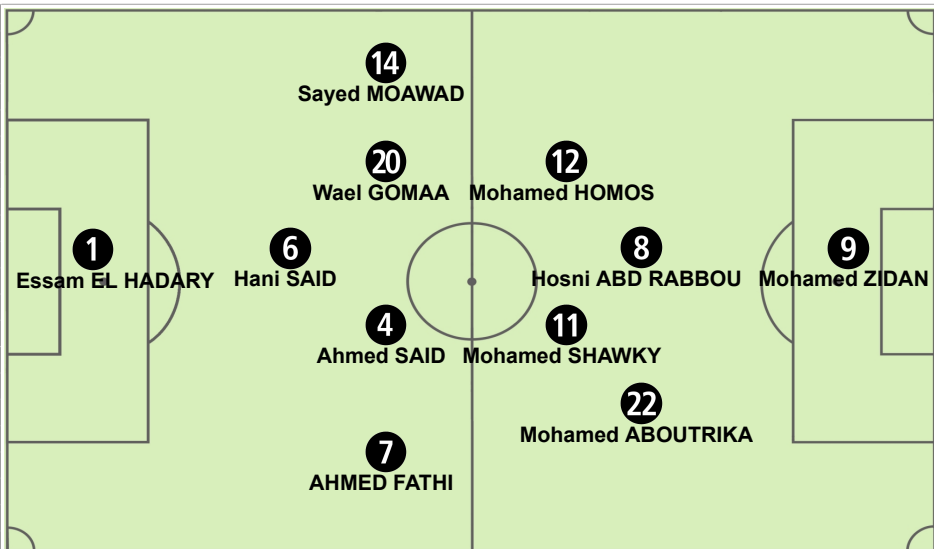 14
Sayed MOAWAD
20
Wael GOMAA
12
Mohamed HOMOS
1
Essam EL HADARY
6
Hani SAID
8
Hosni ABD RABBOU
9
Mohamed ZIDAN
4
Ahmed SAID
11
Mohamed SHAWKY
22
Mohamed ABOUTRIKA
7
AHMED FATHI